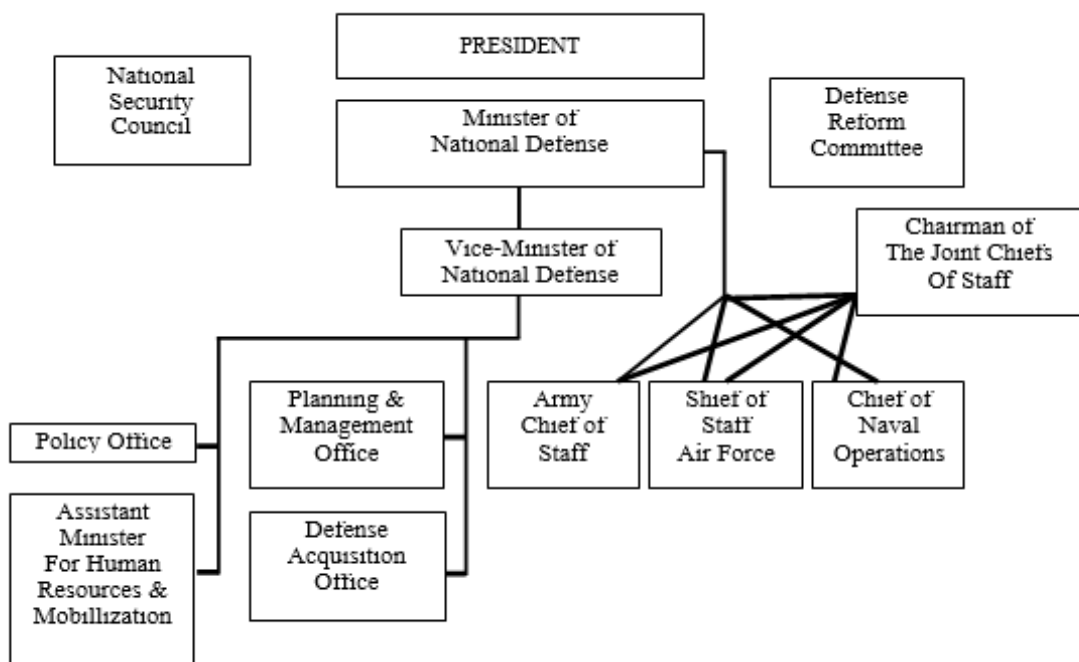 PRESIDENT
National
Security
Council
Minister of
National Defense
Defense
Reform
Committee
Vice-Minister of
National Defense
Chairman of
The Joint Chiefs
Of Staff
Policy Office
Planning &
Management
Office
Army
Chief of
Staff
Shief of
Staff
Air Force
Chief of
Naval
Operations
Assistant
Minister
For Human
Resources &
Mobillization
Defense
Acquisition
Office